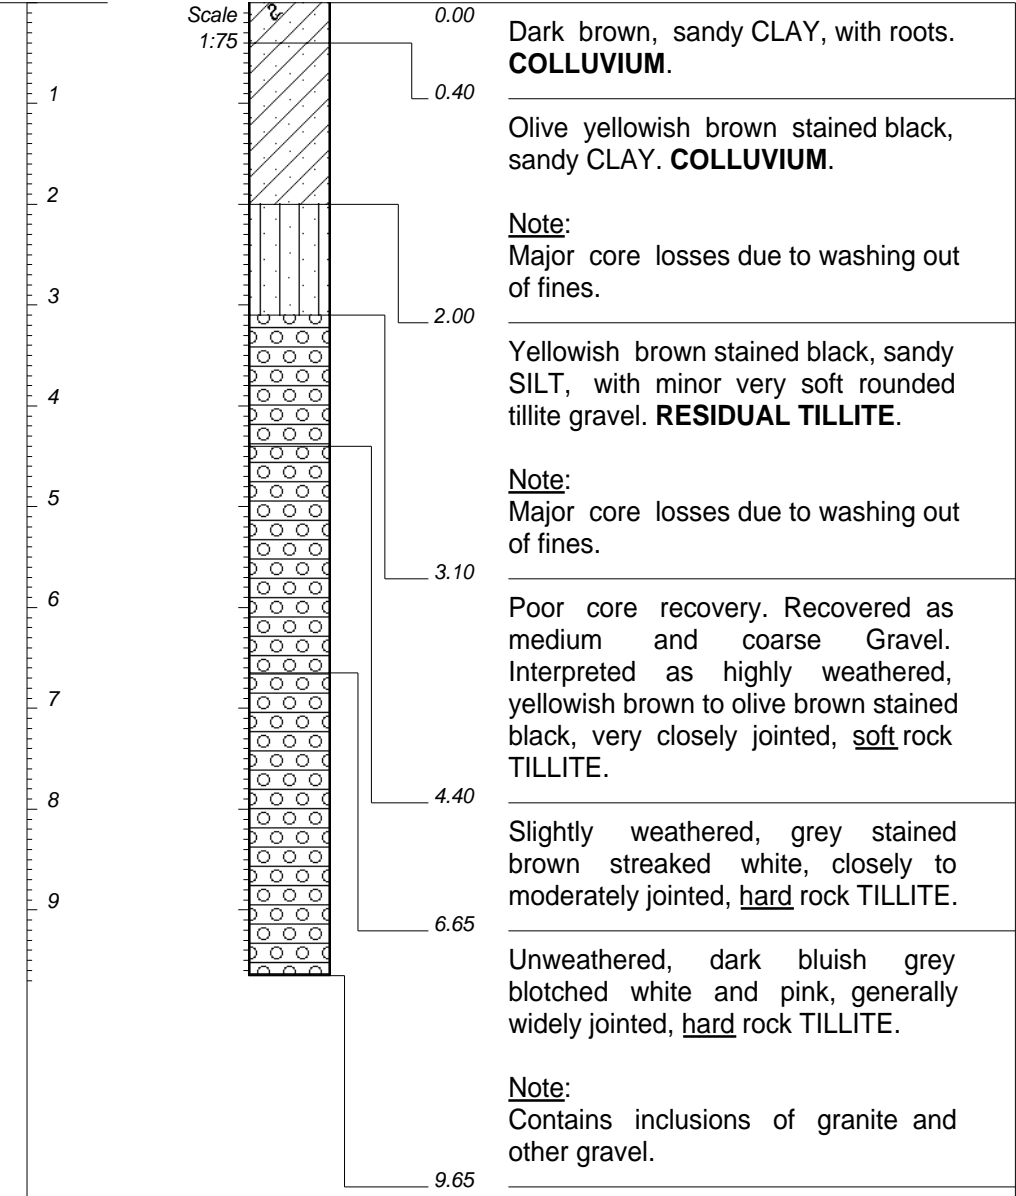 Scale
1:75
0.00
Dark brown, sandy CLAY, with roots.
COLLUVIUM.
0.40
1
Olive yellowish brown stained black,
sandy CLAY. COLLUVIUM.
2
Note:
Major core losses due to washing out
of fines.
3
2.00
Yellowish brown stained black, sandy
SILT, with minor very soft rounded
tillite gravel. RESIDUAL TILLITE.
4
Note:
Major core losses due to washing out
of fines.
5
3.10
Poor core recovery. Recovered as
medium and coarse Gravel.
Interpreted as highly weathered,
yellowish brown to olive brown stained
black, very closely jointed, soft rock
TILLITE.
6
7
4.40
8
Slightly weathered, grey stained
brown streaked white, closely to
moderately jointed, hard rock TILLITE.
9
6.65
Unweathered, dark bluish grey
blotched white and pink, generally
widely jointed, hard rock TILLITE.
Note:
Contains inclusions of granite and
other gravel.
9.65